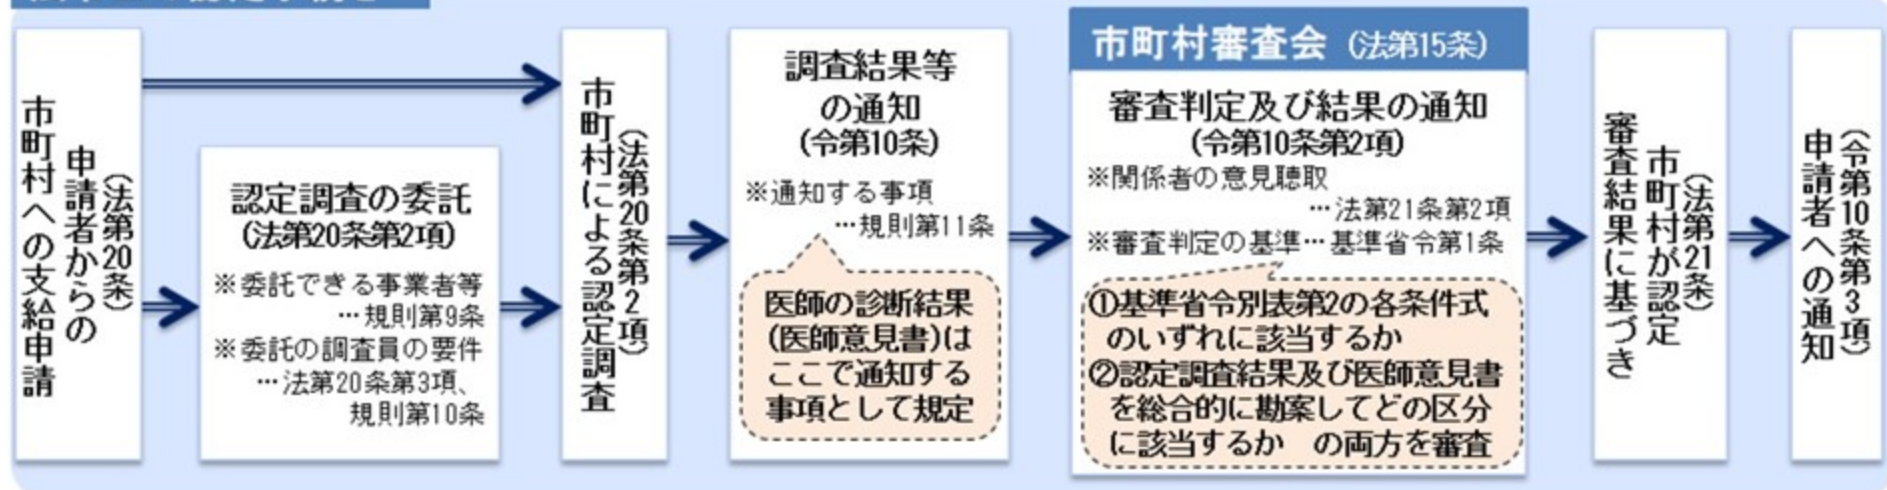 申請者からの
市町村への支給申請
(法第20条)
認定調査の委託
(法第20条第2項)
※委託できる事業者等
…規則第9条
※委託の調査員の要件
…法第20条第3項、
規則第10条
市町村による認定調査
(法第20条第2項)
調査結果等
の通知
(令第10条)
※通知する事項
…規則第11条
医師の診断結果
(医師意見書)は
ここで通知する
事項として規定
市町村審査会 (法第15条)
審査判定及び結果の通知
(令第10条第2項)
※関係者の意見聴取
…法第21条第2項
※審査判定の基準…基準省令第1条
①基準省令別表第2の各条件式
のいずれに該当するか
②認定調査結果及び医師意見書
を総合的に勘案してどの区分
に該当するか の両方を審査
審査結果に基づき
市町村が認定
(法第21条)
申請者への通知
(令第10条第3項)